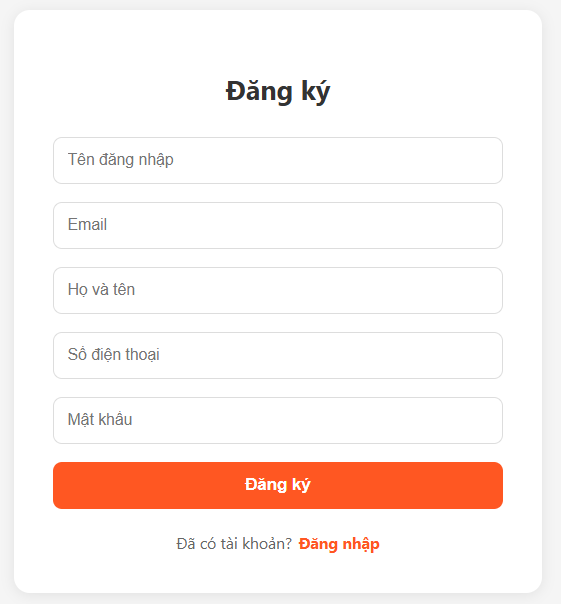 Đăng ký
Tên đăng nhập
Email
Họ và tên
Số điện thoại
Mật khẩu
Đăng ký
Đã có tài khoản? Đăng nhập